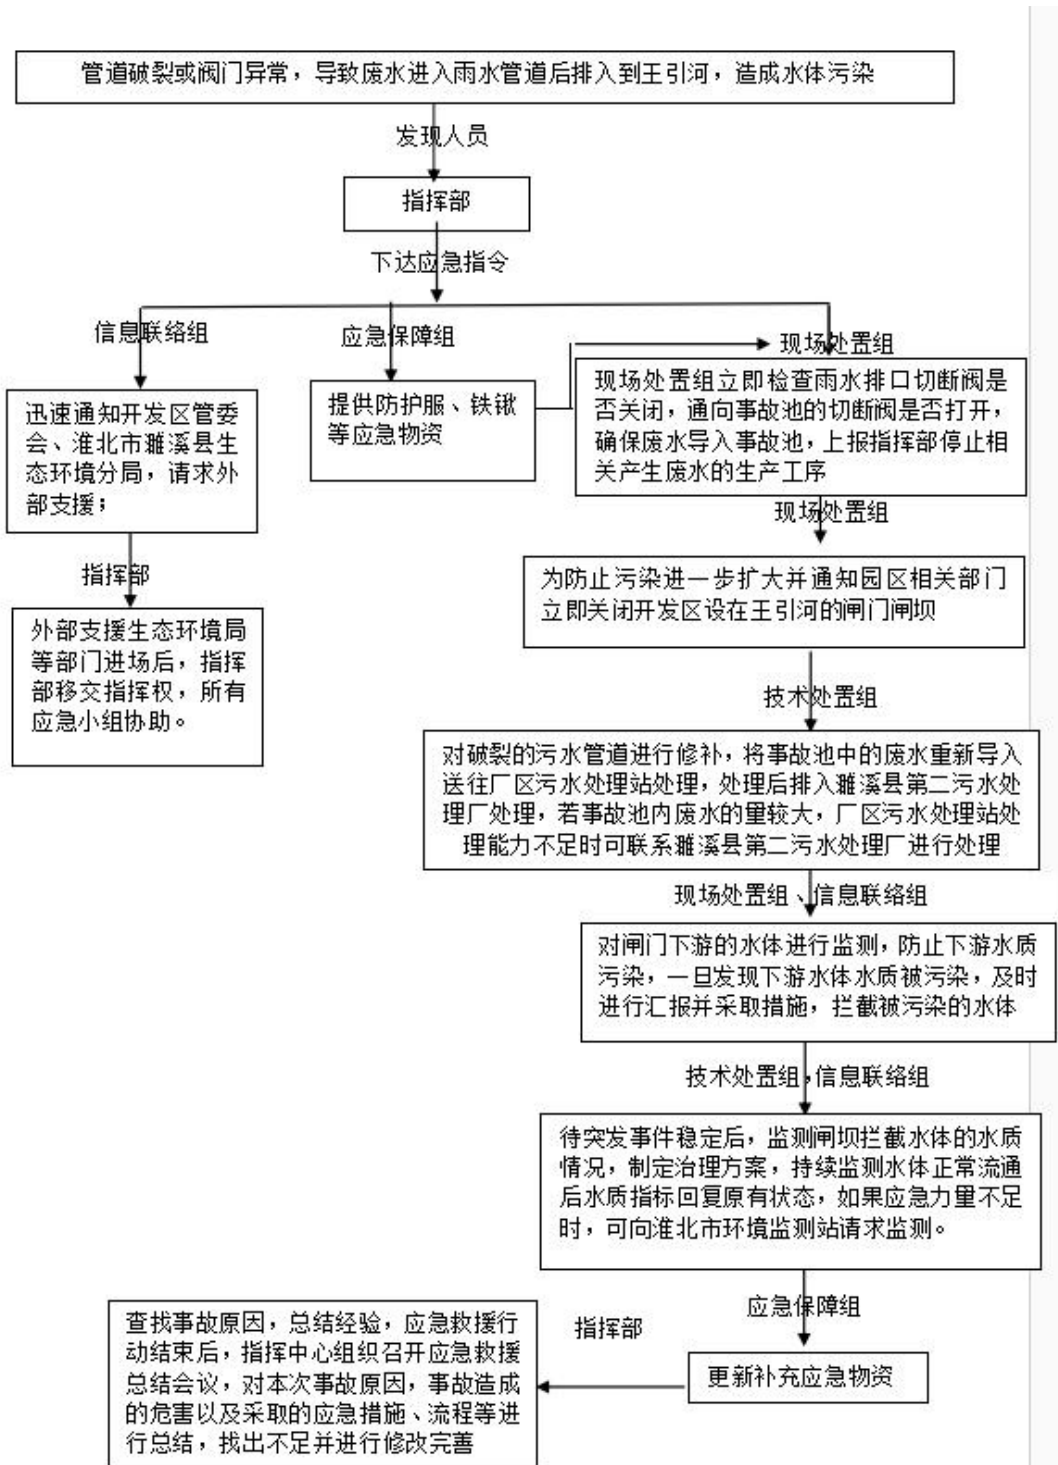 管道破裂或阀门异常，导致废水进入雨水管道后排入到王引河，造成水体污染
发现人员
指挥部
下达应急指令
信息联络组
应急保障组
现场处置组
迅速通知开发区管委
会、淮北市濉溪县生
态环境分局，请求外
部支援；
提供防护服、铁锹
等应急物资
现场处置组立即检查雨水排口切断阀是
否关闭，通向事故池的切断阀是否打开，
确保废水导入事故池，上报指挥部停止相
关产生废水的生产工序
现场处置组
指挥部
为防止污染进一步扩大并通知园区相关部门
立即关闭开发区设在王引河的闸门闸坝
外部支援生态环境局
等部门进场后，指挥
部移交指挥权，所有
应急小组协助。
技术处置组
对破裂的污水管道进行修补，将事故池中的废水重新导入
送往厂区污水处理站处理，处理后排入濉溪县第二污水处
理厂处理，若事故池内废水的量较大，厂区污水处理站处
理能力不足时可联系濉溪县第二污水处理厂进行处理
现场处置组、信息联络组
对闸门下游的水体进行监测，防止下游水质
污染，一旦发现下游水体水质被污染，及时
进行汇报并采取措施，拦截被污染的水体
技术处置组,信息联络组
待突发事件稳定后，监测闸坝拦截水体的水质
情况，制定治理方案，持续监测水体正常流通
后水质指标回复原有状态，如果应急力量不足
时，可向淮北市环境监测站请求监测。
应急保障组
更新补充应急物资
指挥部
查找事故原因，总结经验，应急救援行
动结束后，指挥中心组织召开应急救援
总结会议，对本次事故原因，事故造成
的危害以及采取的应急措施、流程等进
行总结，找出不足并进行修改完善